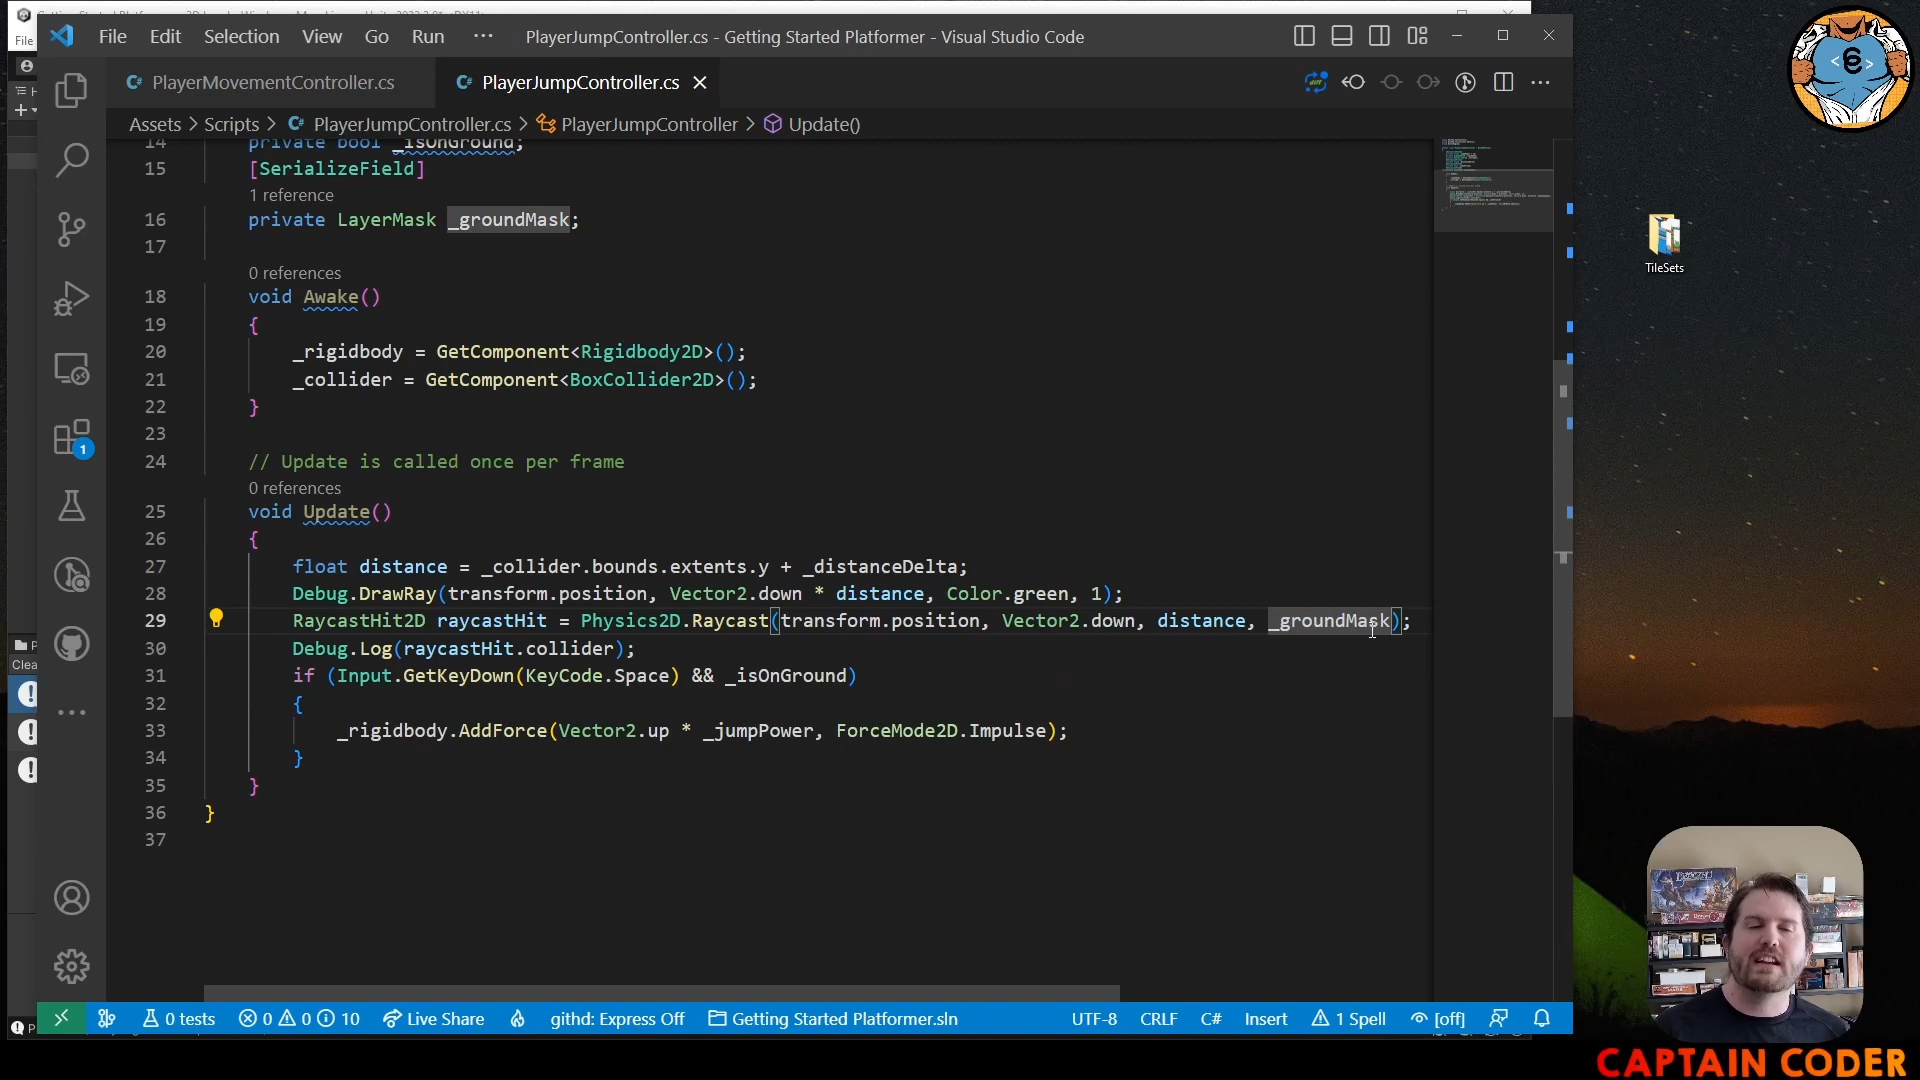 File Edit Selection View Go Run ··· PlayerJumpController.cs - Getting Started Platformer - Visual Studio Code
File
PlayerMovementController.cs PlayerJumpController.cs
Assets > Scripts > PlayerJumpController.cs > PlayerJumpController > Update()
14 private bool _isOnGround;
15 [SerializeField]
1 reference
16 private LayerMask _groundMask;
17
0 references
18 void Awake()
19 {
20 _rigidbody = GetComponent<Rigidbody2D>();
21 _collider = GetComponent<BoxCollider2D>();
22 }
23
24 // Update is called once per frame
0 references
25 void Update()
26 {
27 float distance = _collider.bounds.extents.y + _distanceDelta;
28 Debug.DrawRay(transform.position, Vector2.down * distance, Color.green, 1);
29 RaycastHit2D raycastHit = Physics2D.Raycast(transform.position, Vector2.down, distance, _groundMask);
30 Debug.Log(raycastHit.collider);
31 if (Input.GetKeyDown(KeyCode.Space) && _isOnGround)
32 {
33 _rigidbody.AddForce(Vector2.up * _jumpPower, ForceMode2D.Impulse);
34 }
35 }
36 }
37
1
Clea
0 tests 0 0 10 Live Share githd: Express Off Getting Started Platformer.sln UTF-8 CRLF C# Insert 1 Spell [off]
TileSets
CAPTAIN CODER